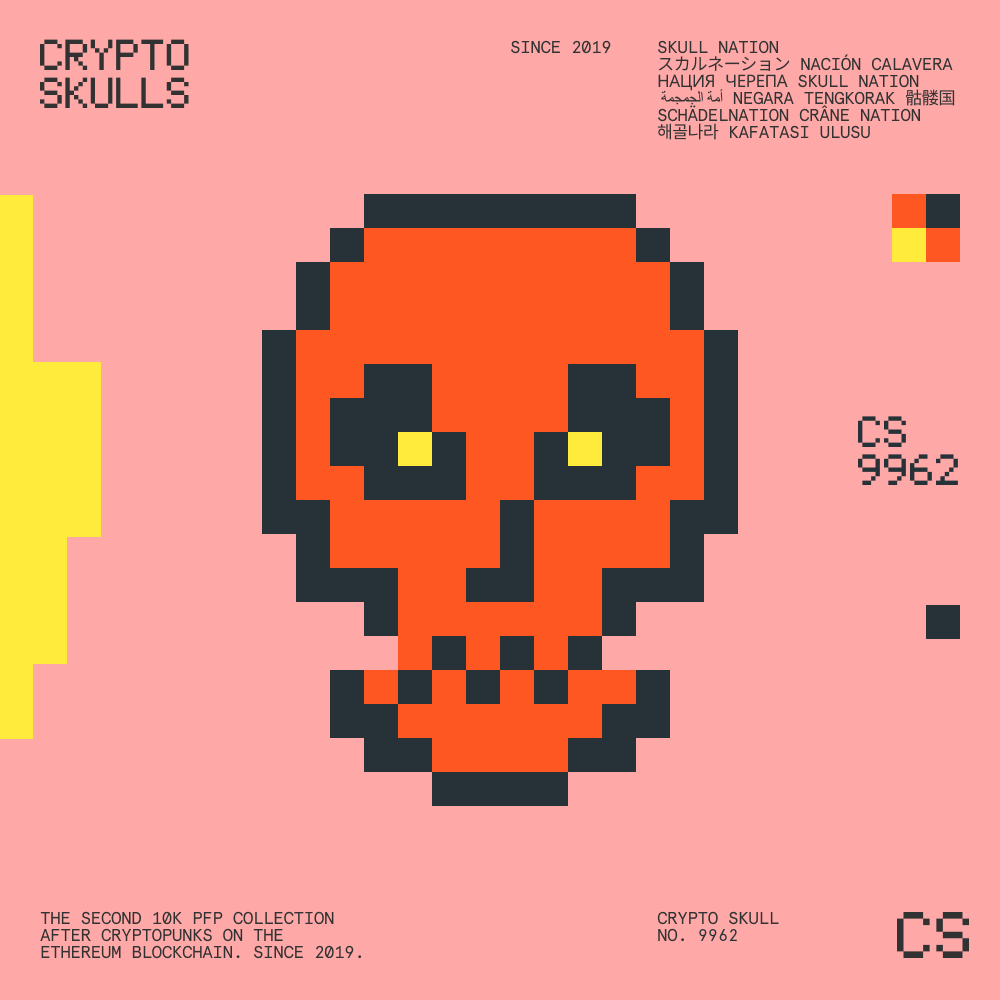 CRYPTO
SKULLS
SINCE 2019
SKULL NATION
スカルネーション NACIÓN CALAVERA
НАЦИЯ ЧЕРЕПА SKULL NATION
أمة الجمجمة NEGARA TENGKORAK 骷髅国
SCHÄDELNATION CRÂNE NATION
해골나라 KAFATASI ULUSU
CS
9962
THE SECOND 10K PFP COLLECTION
AFTER CRYPTOPUNKS ON THE
ETHEREUM BLOCKCHAIN. SINCE 2019.
CRYPTO SKULL
NO. 9962
CS